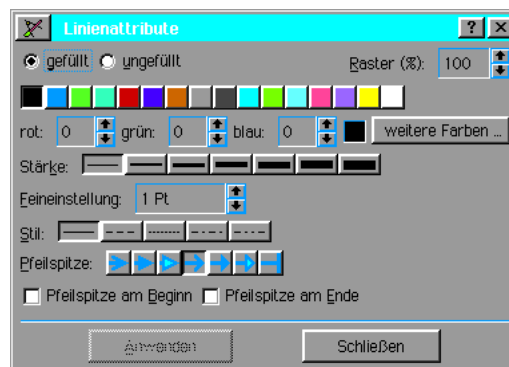 Linienattribute ? X
gefüllt ungefüllt Raster (%): 100
rot: 0 grün: 0 blau: 0 weitere Farben ...
Stärke:
Feineinstellung: 1 Pt
Stil:
Pfeilspitze:
Pfeilspitze am Beginn Pfeilspitze am Ende
Anwenden Schließen